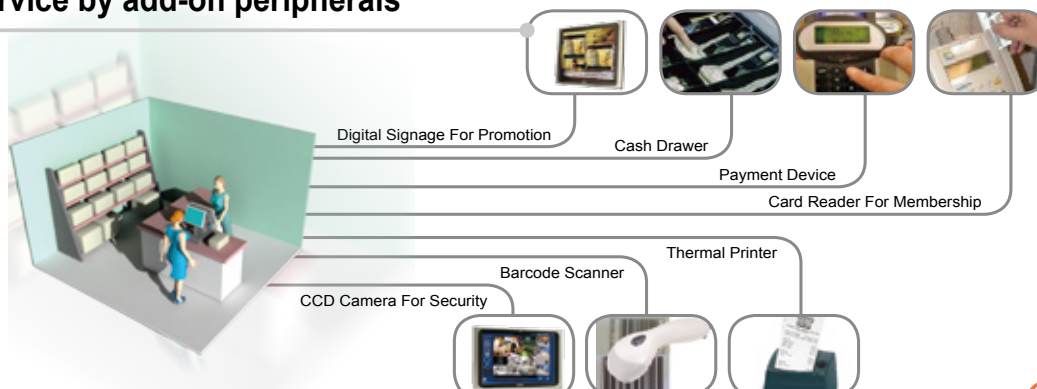 rvice by add-on peripherals
Digital Signage For Promotion
Cash Drawer
Payment Device
Card Reader For Membership
Thermal Printer
Barcode Scanner
CCD Camera For Security